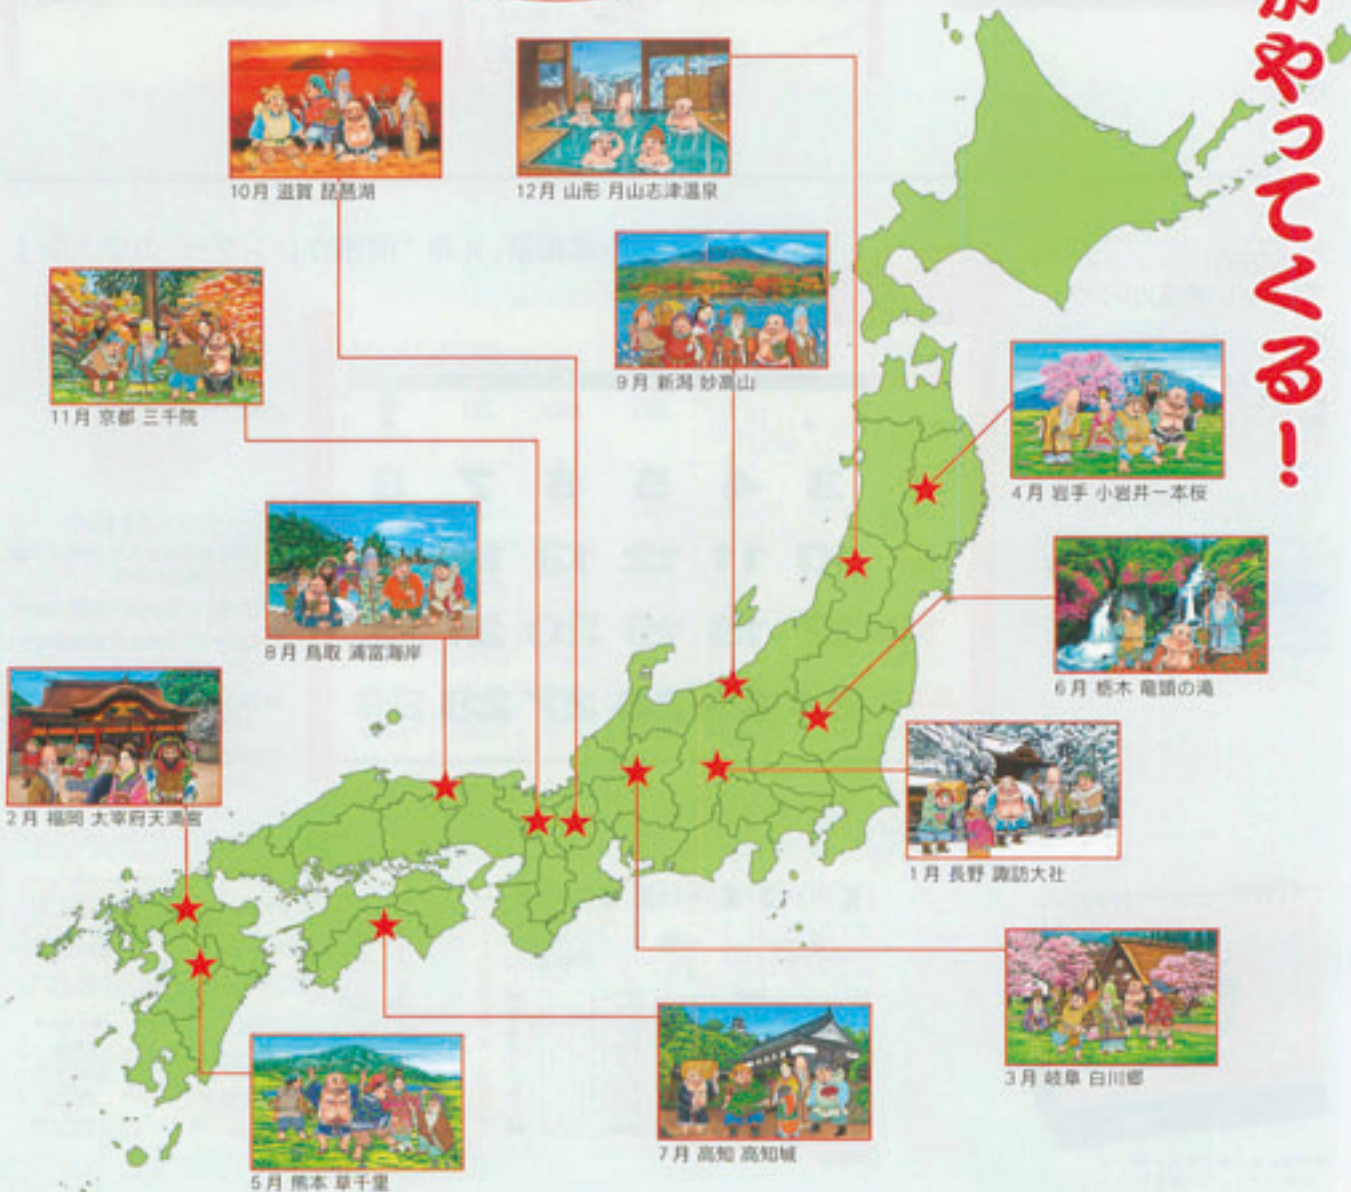 がやってくる！
10月 滋賀 琵琶湖
12月 山形 月山志津温泉
9月 新潟 妙高山
11月 京都 三千院
4月 岩手 小岩井一本桜
8月 鳥取 浦富海岸
6月 栃木 竜頭の滝
2月 福岡 太宰府天満宮
1月 長野 諏訪大社
3月 岐阜 白川郷
7月 高知 高知城
5月 熊本 草千里